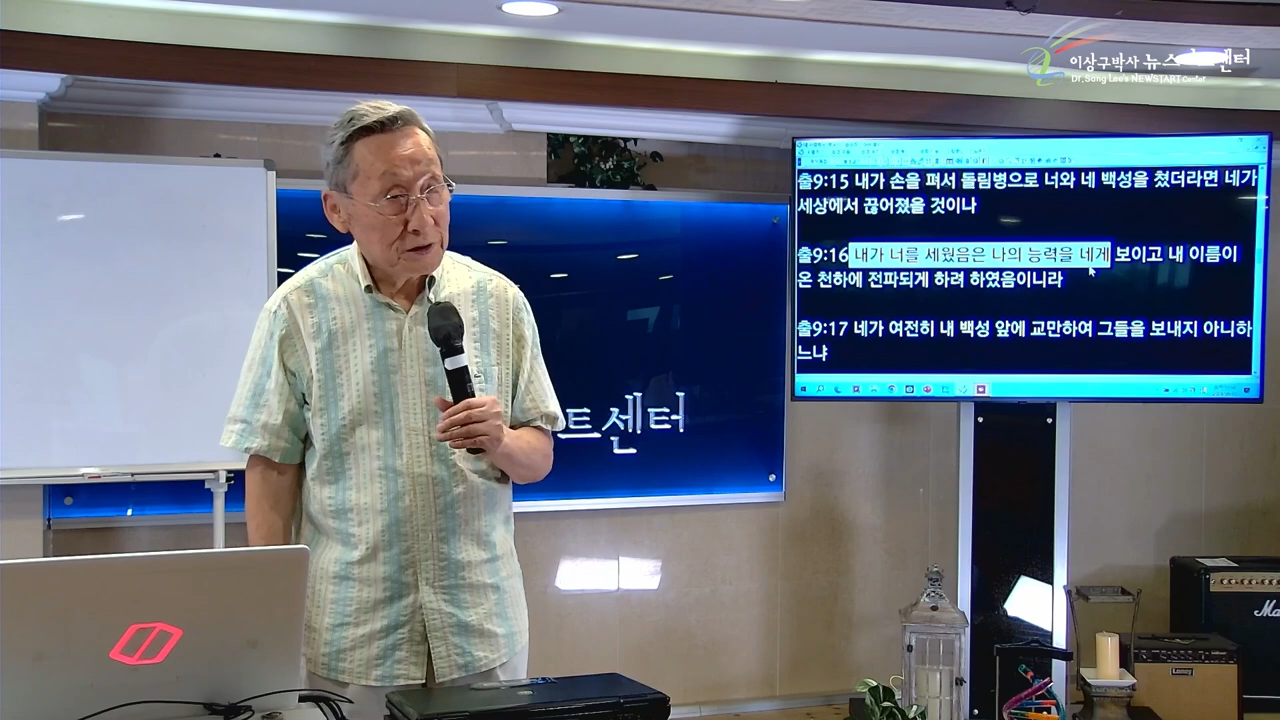 이상구박사 뉴스 센터
Dr. Sang Lee's NEWSTART Center
출9:15 내가 손을 펴서 돌림병으로 너와 네 백성을 쳤더라면 네가
세상에서 끊어졌을 것이나
출9:16 내가 너를 세웠음은 나의 능력을 네게 보이고 내 이름이
온 천하에 전파되게 하려 하였음이니라
출9:17 네가 여전히 내 백성 앞에 교만하여 그들을 보내지 아니하
느냐
트센터
Laney